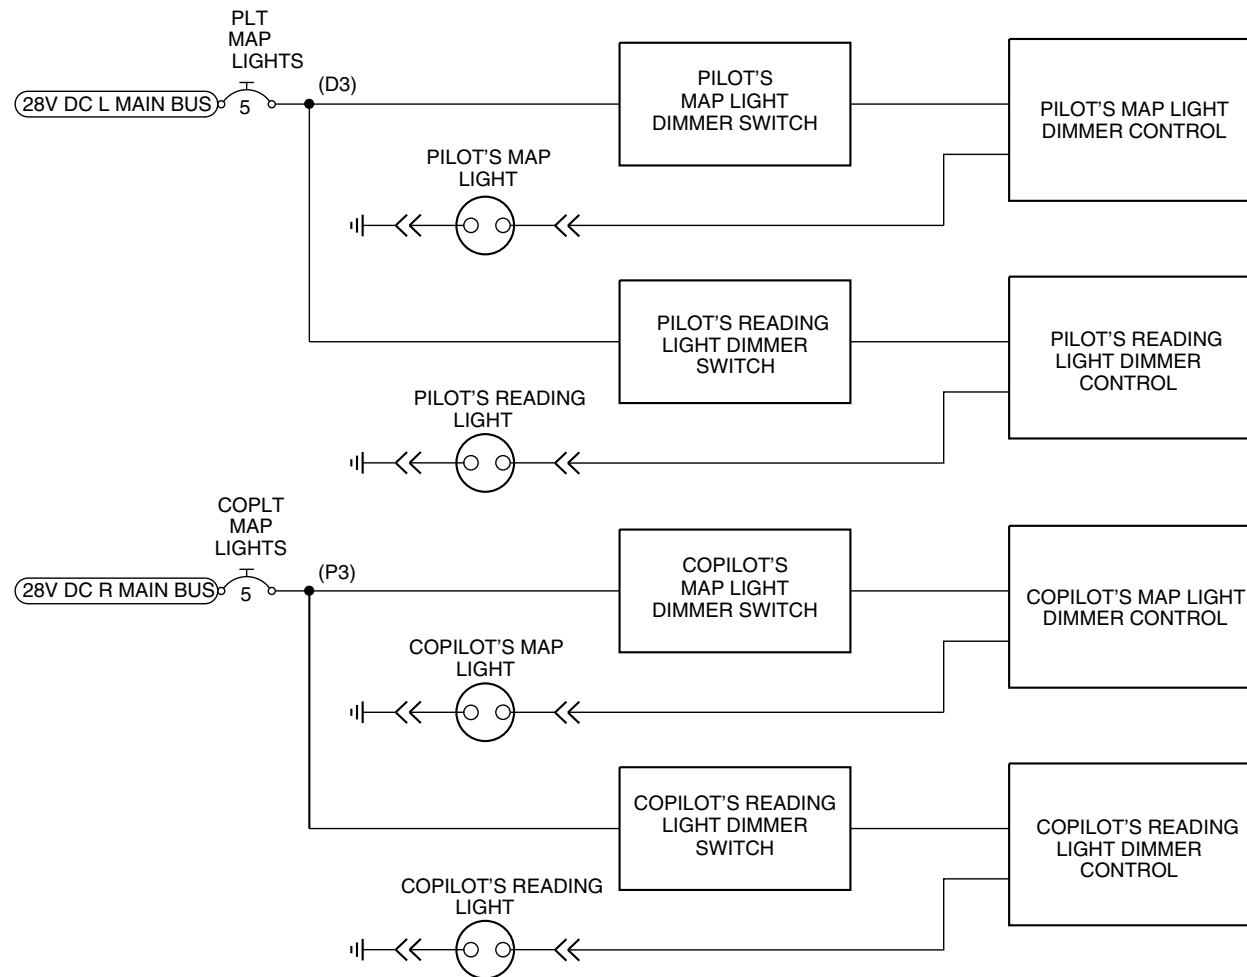 PLT
MAP
LIGHTS
(D3)
28V DC L MAIN BUS
5
PILOT'S
MAP LIGHT
DIMMER SWITCH
PILOT'S MAP LIGHT
DIMMER CONTROL
PILOT'S MAP
LIGHT
PILOT'S READING
LIGHT DIMMER
SWITCH
PILOT'S READING
LIGHT DIMMER
CONTROL
PILOT'S READING
LIGHT
COPLT
MAP
LIGHTS
(P3)
28V DC R MAIN BUS
5
COPILOT'S
MAP LIGHT
DIMMER SWITCH
COPILOT'S MAP LIGHT
DIMMER CONTROL
COPILOT'S MAP
LIGHT
COPILOT'S READING
LIGHT DIMMER
SWITCH
COPILOT'S READING
LIGHT DIMMER
CONTROL
COPILOT'S READING
LIGHT